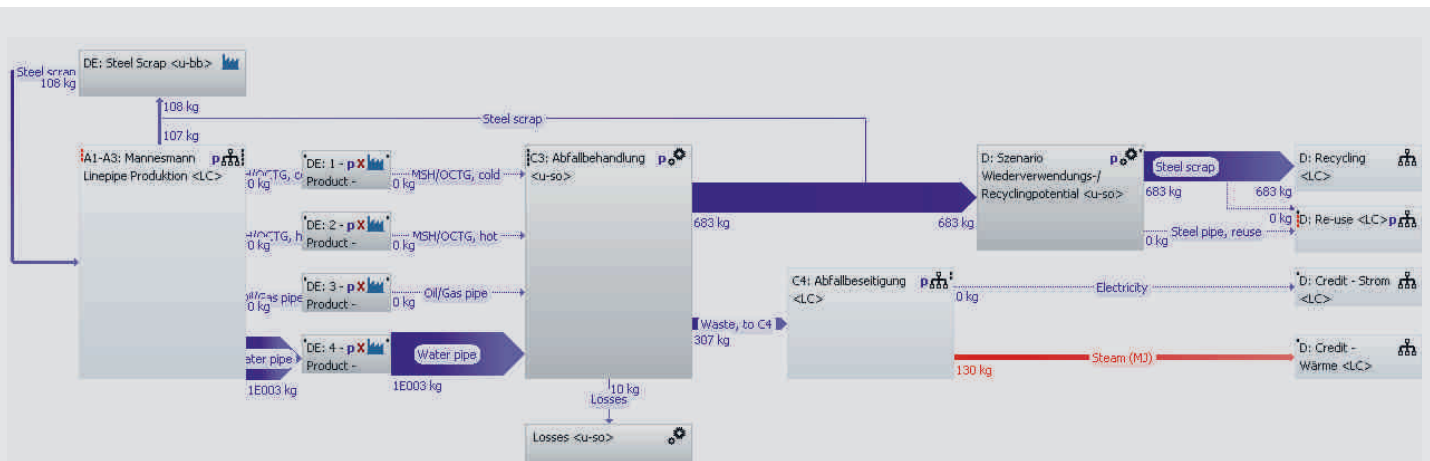 DE: Steel Scrap <u-bb>
Steel scrap
108 kg
108 kg
107 kg
Steel scrap
A1-A3: Mannesmann
Linepipe Produktion <LC>
p
DE: 1 - p X
Product -
0 kg
0 kg
MSH/OCTG, cold
DE: 2 - p X
Product -
0 kg
0 kg
MSH/OCTG, hot
DE: 3 - p X
Product -
0 kg
0 kg
Oil/Gas pipe
DE: 4 - p X
Product -
1E003 kg
1E003 kg
Water pipe
C3: Abfallbehandlung
<u-so>
p
683 kg
683 kg
D: Szenario
Wiederverwendungs-/
Recyclingpotential <u-so>
p
Steel scrap
683 kg
683 kg
D: Recycling
<LC>
0 kg
D: Re-use <LC>p
0 kg
Steel pipe, reuse
Waste, to C4
307 kg
C4: Abfallbeseitigung
<LC>
p
0 kg
Electricity
D: Credit - Strom
<LC>
130 kg
Steam (MJ)
D: Credit -
Wärme <LC>
10 kg
Losses
Losses <u-so>